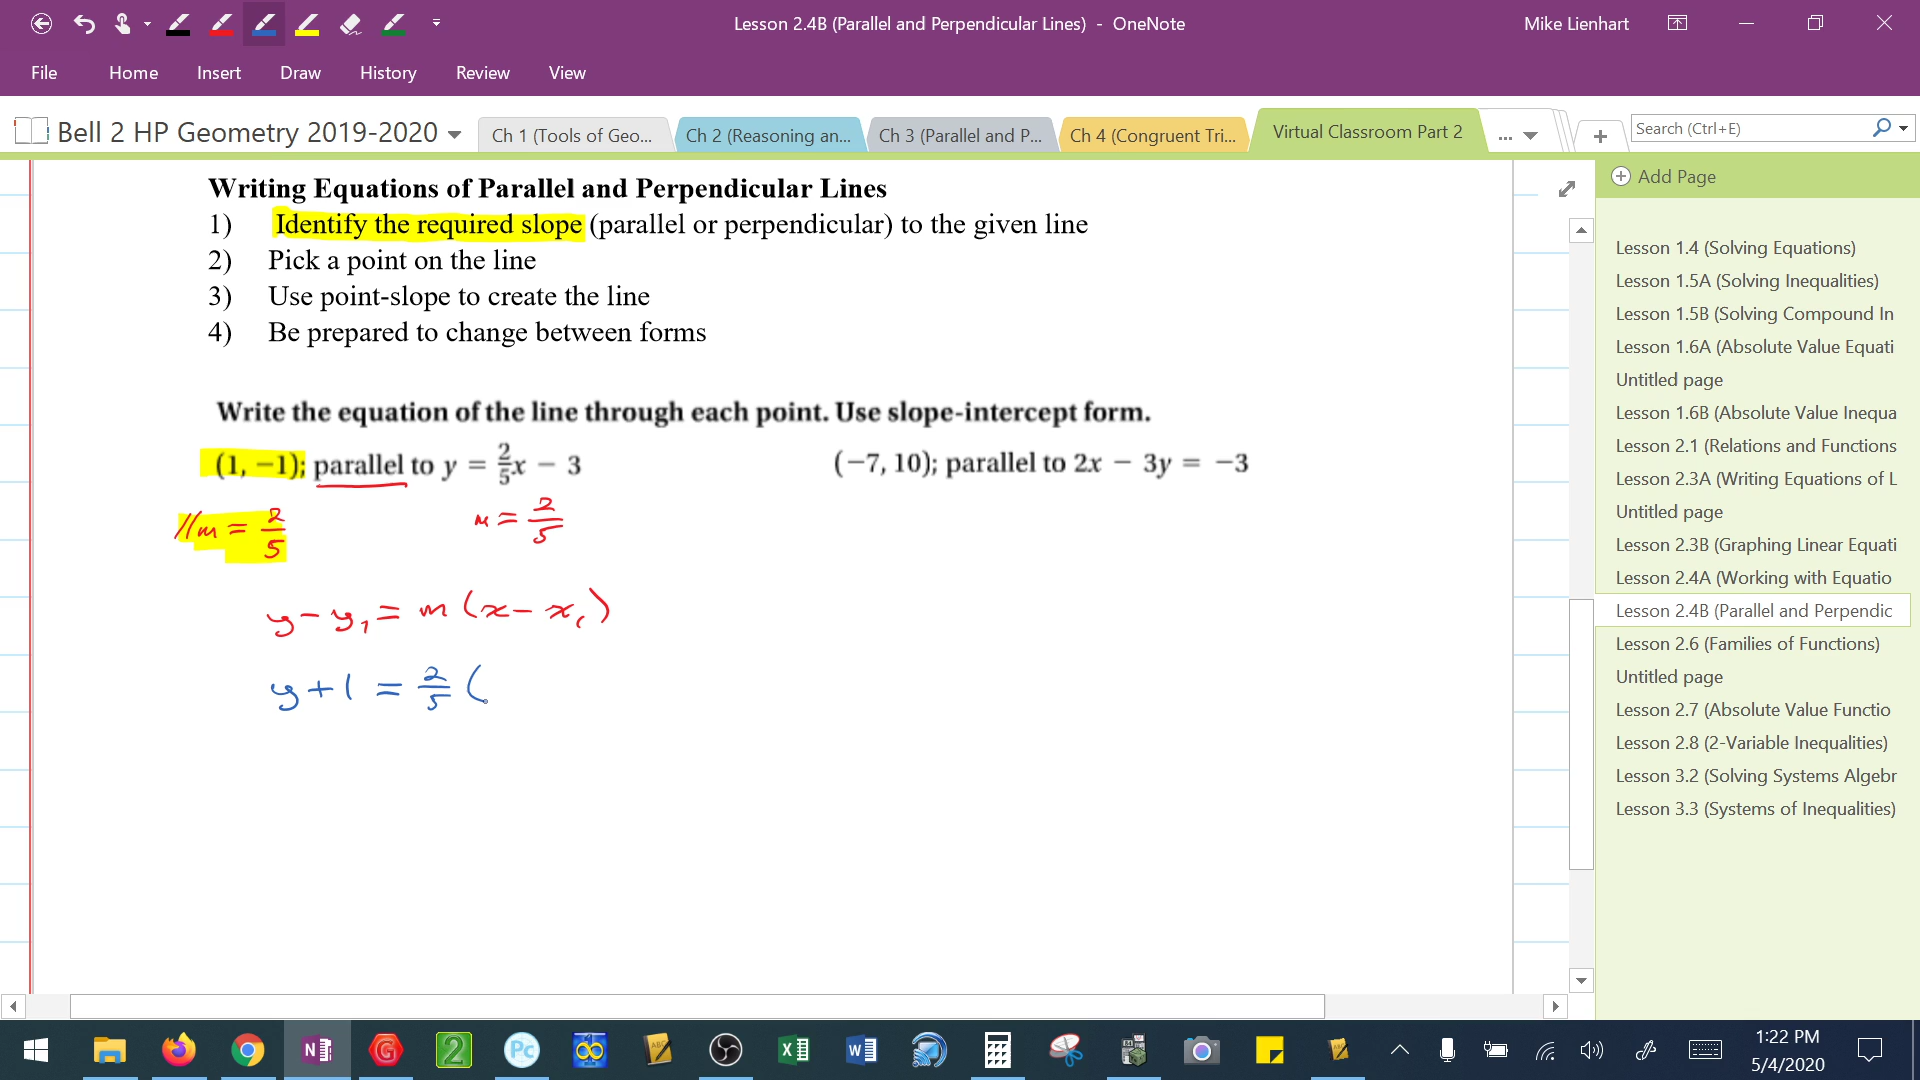 Lesson 2.4B (Parallel and Perpendicular Lines) - OneNote
Mike Lienhart
File Home Insert Draw History Review View
Bell 2 HP Geometry 2019-2020
Ch 1 (Tools of Geo...
Ch 2 (Reasoning an...
Ch 3 (Parallel and P...
Ch 4 (Congruent Tri...
Virtual Classroom Part 2
...
+
Search (Ctrl+E)
Writing Equations of Parallel and Perpendicular Lines
1) Identify the required slope (parallel or perpendicular) to the given line
2) Pick a point on the line
3) Use point-slope to create the line
4) Be prepared to change between forms
Write the equation of the line through each point. Use slope-intercept form.
(1, −1); parallel to y = 2/5x − 3
(−7, 10); parallel to 2x − 3y = −3
//m = 2/5
m = 2/5
y - y₁ = m (x - x₁)
y + 1 = 2/5 (
Add Page
Lesson 1.4 (Solving Equations)
Lesson 1.5A (Solving Inequalities)
Lesson 1.5B (Solving Compound In
Lesson 1.6A (Absolute Value Equati
Untitled page
Lesson 1.6B (Absolute Value Inequa
Lesson 2.1 (Relations and Functions
Lesson 2.3A (Writing Equations of L
Untitled page
Lesson 2.3B (Graphing Linear Equati
Lesson 2.4A (Working with Equatio
Lesson 2.4B (Parallel and Perpendic
Lesson 2.6 (Families of Functions)
Untitled page
Lesson 2.7 (Absolute Value Functio
Lesson 2.8 (2-Variable Inequalities)
Lesson 3.2 (Solving Systems Algebr
Lesson 3.3 (Systems of Inequalities)
1:22 PM
5/4/2020